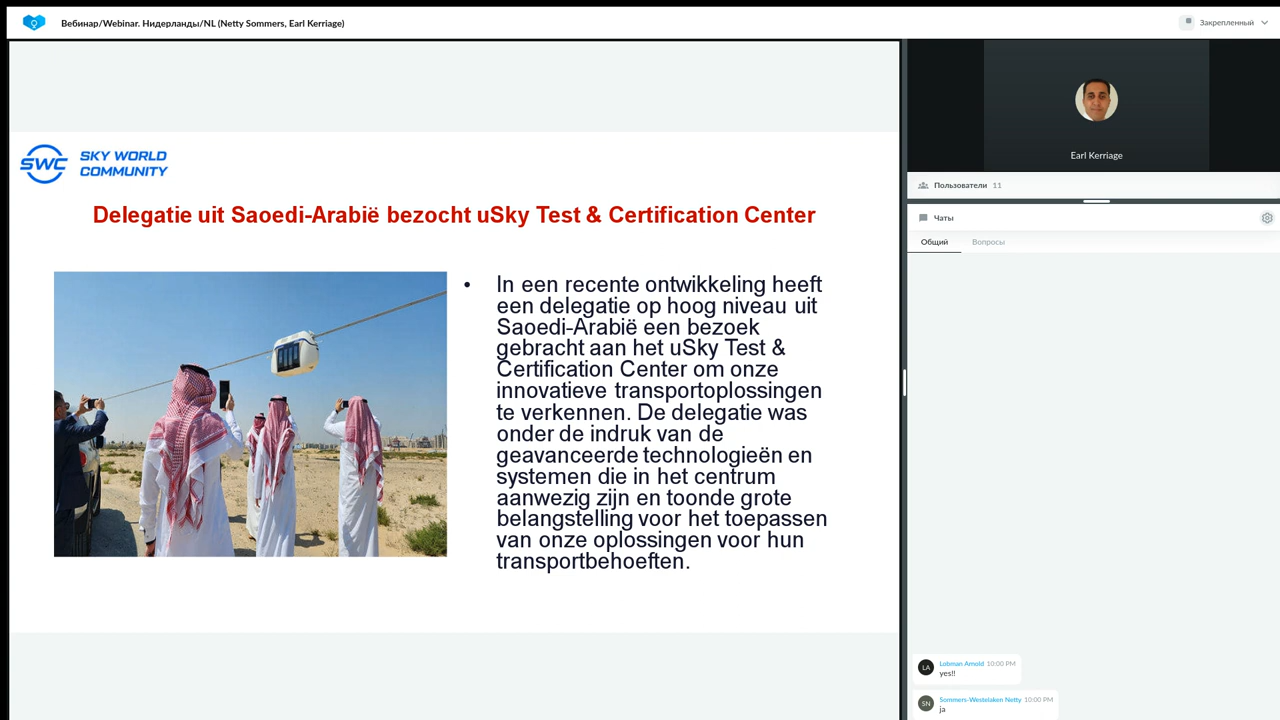 Вебинар/Webinar. Нидерланды/NL (Netty Sommers, Earl Kerriage)
Закрепленный
SWC SKY WORLD
COMMUNITY
Delegatie uit Saoedi-Arabië bezocht uSky Test & Certification Center
• In een recente ontwikkeling heeft
een delegatie op hoog niveau uit
Saoedi-Arabië een bezoek
gebracht aan het uSky Test &
Certification Center om onze
innovatieve transportoplossingen
te verkennen. De delegatie was
onder de indruk van de
geavanceerde technologieën en
systemen die in het centrum
aanwezig zijn en toonde grote
belangstelling voor het toepassen
van onze oplossingen voor hun
transportbehoeften.
Earl Kerriage
Пользователи 11
Чаты
Общий Вопросы
LA Lobman Arnold 10:00 PM
yes!!
SN Sommers-Westelaken Netty 10:00 PM
ja